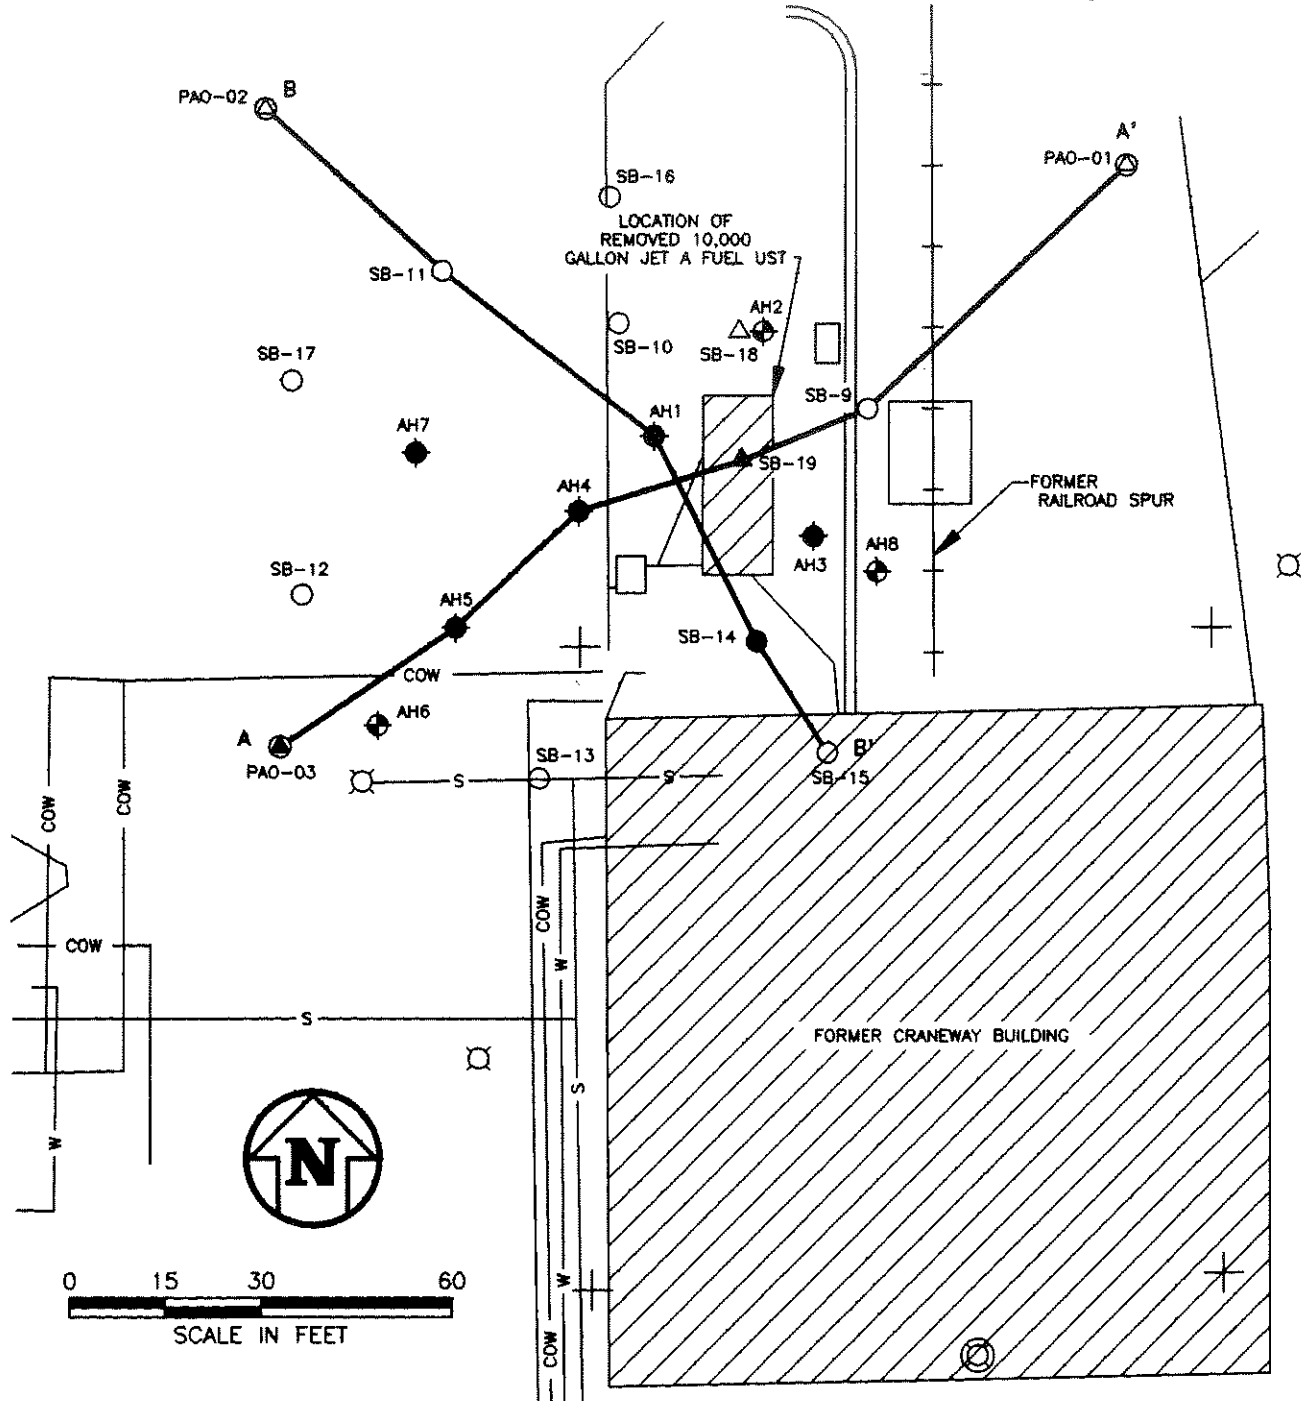 B
PAO-02
A'
PAO-01
SB-16
LOCATION OF
REMOVED 10,000
GALLON JET A FUEL UST
SB-11
AH2
SB-10
SB-18
SB-17
SB-9
AH1
AH7
SB-19
AH4
FORMER
RAILROAD SPUR
AH3
AH8
SB-12
AH5
SB-14
COW
AH6
A
PAO-03
B'
SB-15
SB-13
S
S
COW
COW
COW
COW
W
S
FORMER CRANEWAY BUILDING
S
W
N
0 15 30 60
SCALE IN FEET
W
COW